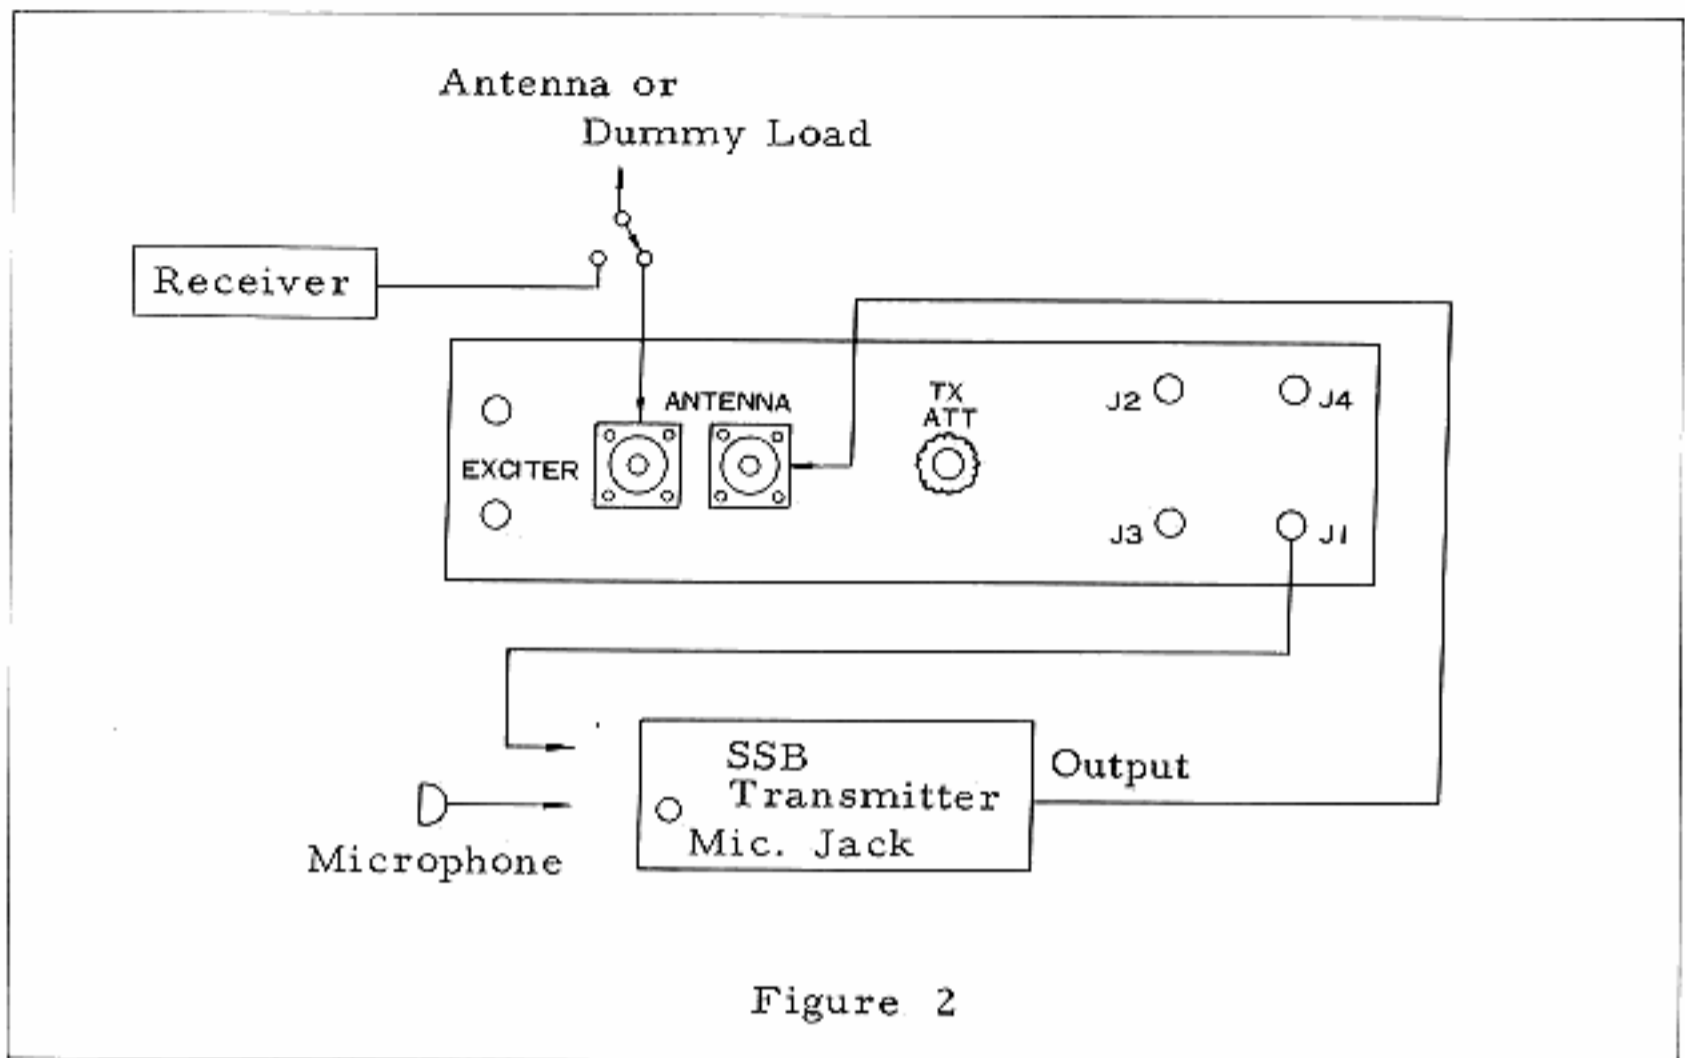 Antenna or
Dummy Load
Receiver
ANTENNA
TX
ATT
J2
J4
EXCITER
J3
J1
SSB
Transmitter
Mic. Jack
Output
Microphone
Figure 2